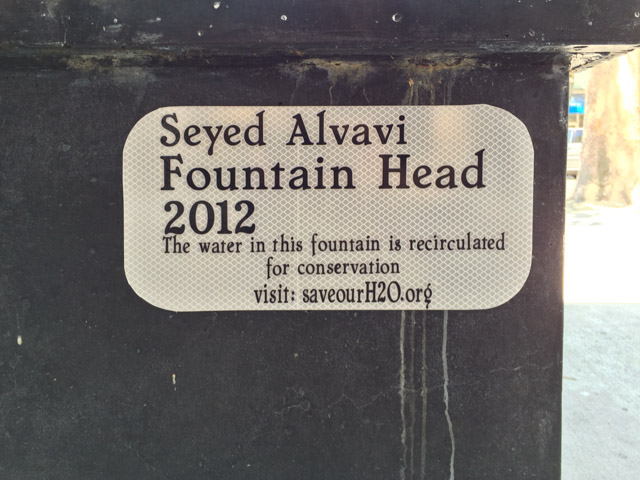 Seyed Alvavi
Fountain Head
2012
The water in this fountain is recirculated
for conservation
visit: saveourH2O.org